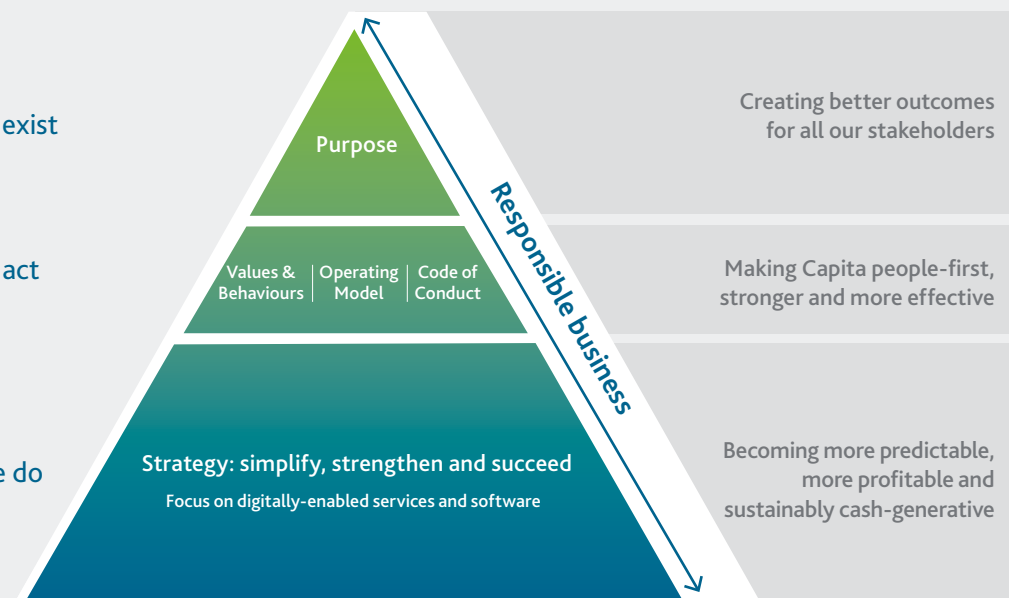 exist
Purpose
Creating better outcomes
for all our stakeholders
act
Values &
Behaviours
Operating
Model
Code of
Conduct
Making Capita people-first,
stronger and more effective
Responsible business
do
Strategy: simplify, strengthen and succeed
Focus on digitally-enabled services and software
Becoming more predictable,
more profitable and
sustainably cash-generative